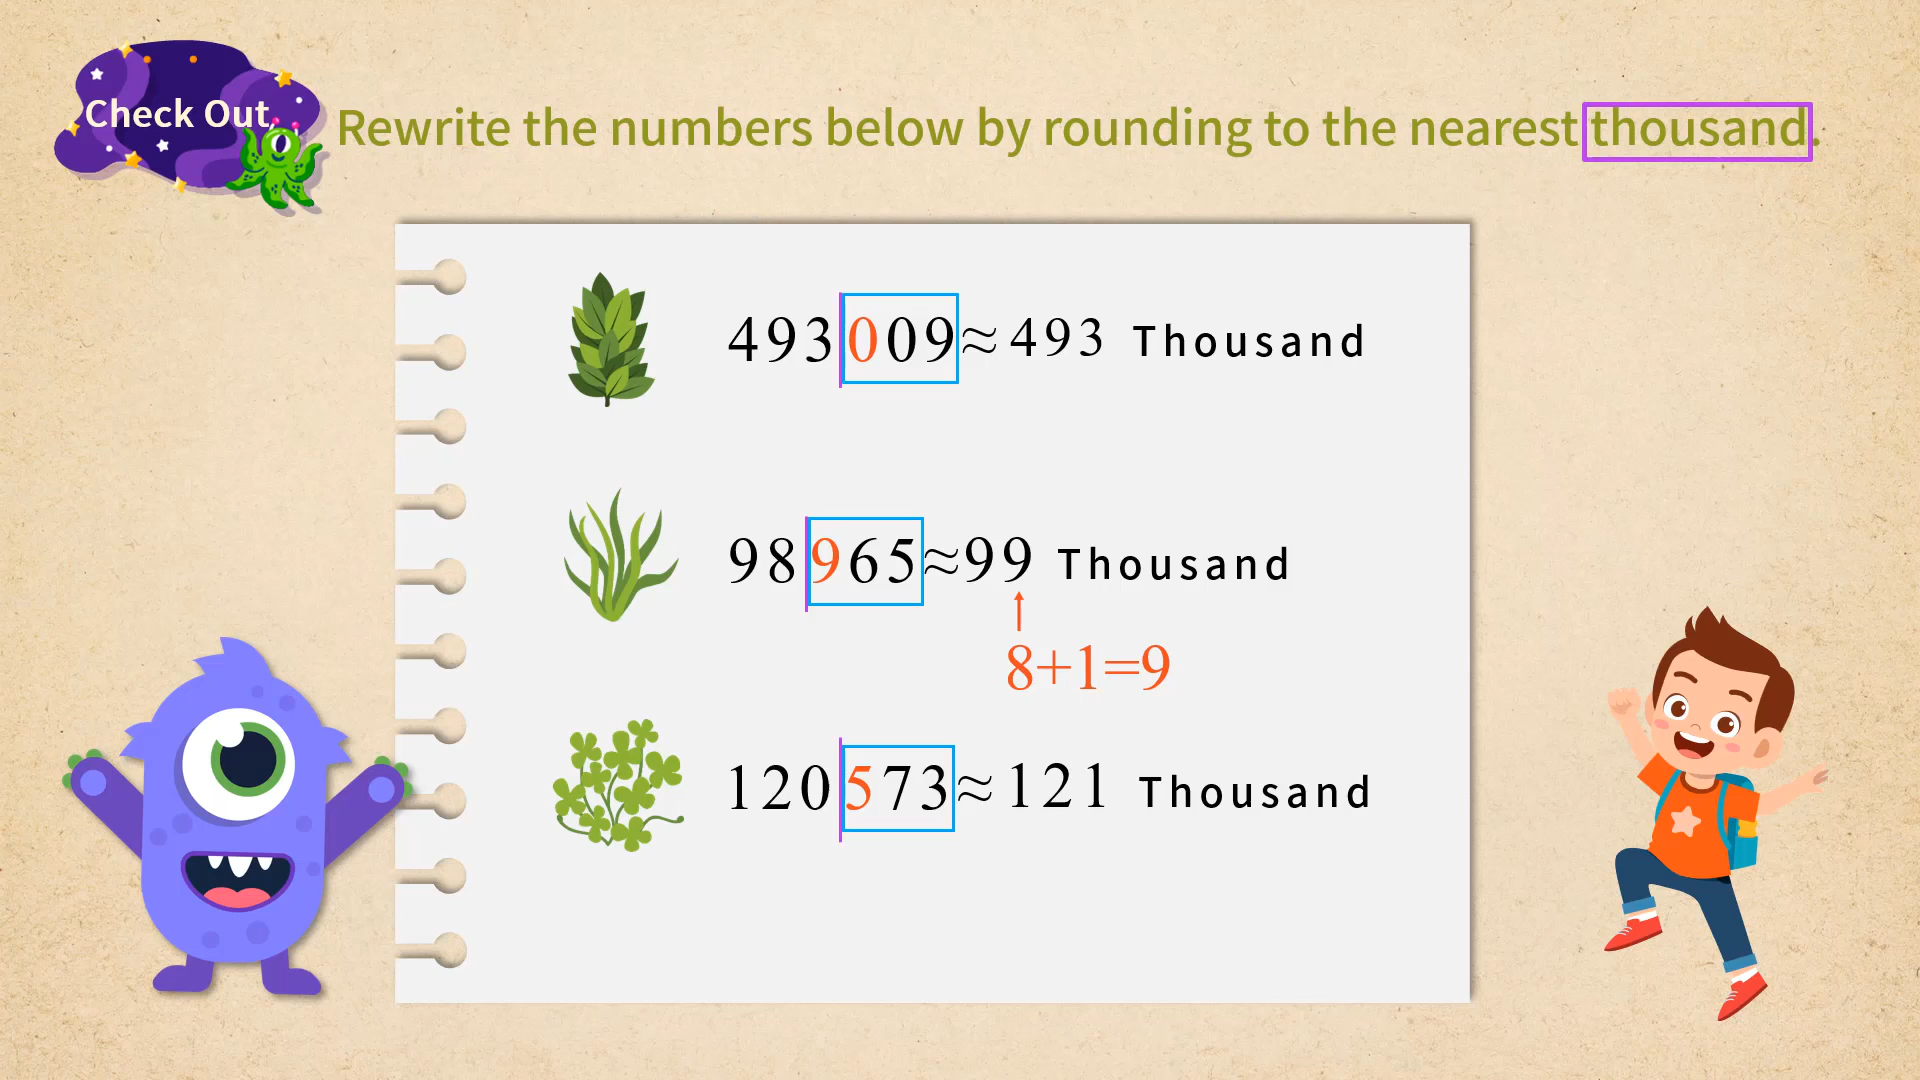 Check Out
Rewrite the numbers below by rounding to the nearest thousand.
493009≈493 Thousand
98965≈99 Thousand
8+1=9
120573≈121 Thousand